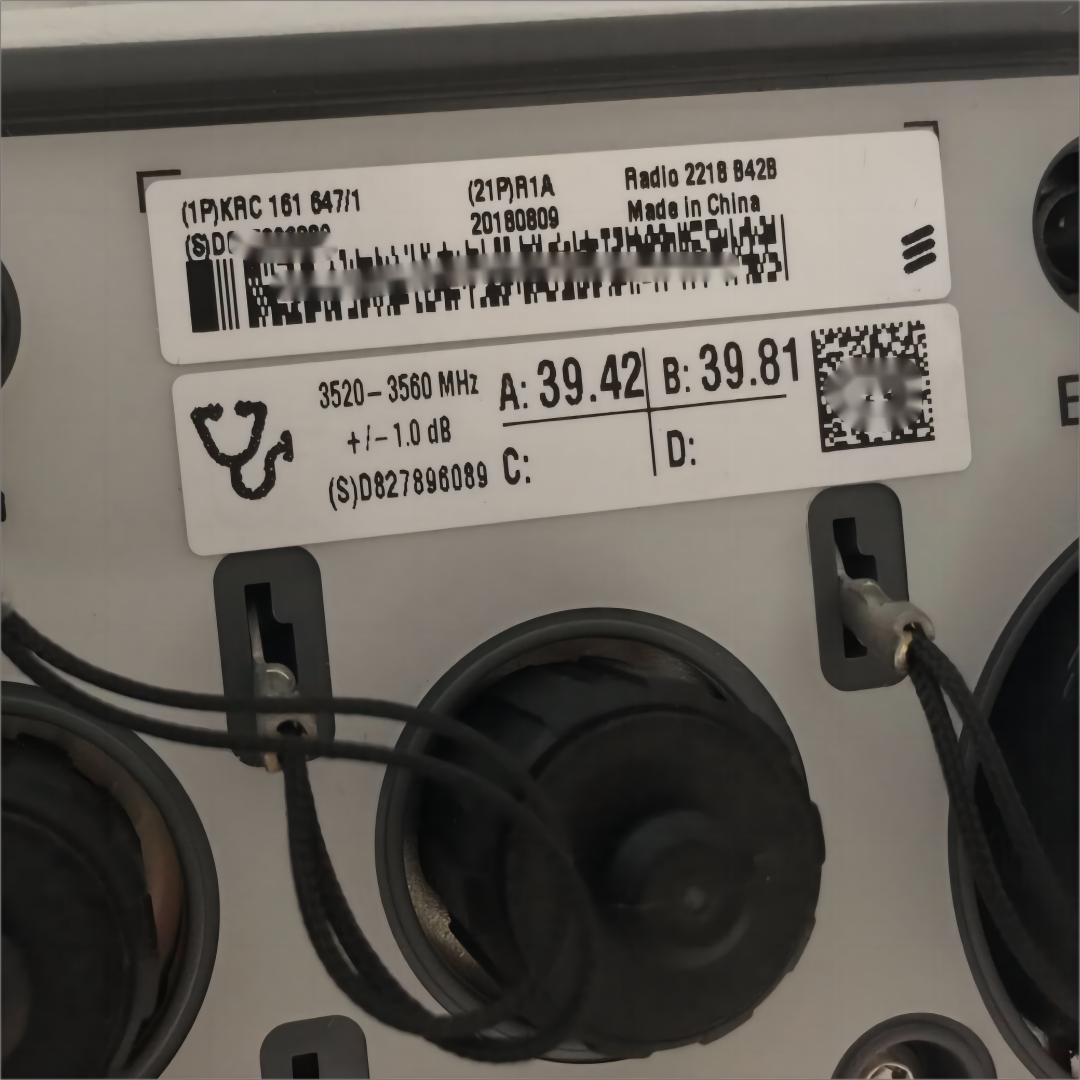 (1P)KRC 161 647/1
(21P)R1A
Radio 2218 B42B
20180809
Made in China
3520-3560 MHz
+/-1.0 dB
(S)D827896089
A: 39.42
B: 39.81
C:
D: